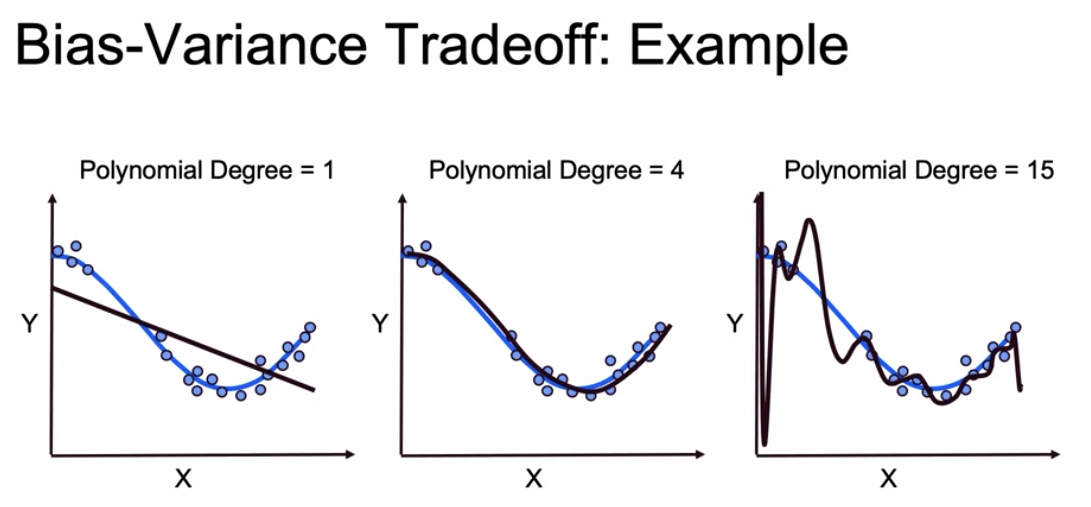 Bias-Variance Tradeoff: Example
Polynomial Degree = 1
Polynomial Degree = 4
Polynomial Degree = 15
Y
Y
Y
X
X
X